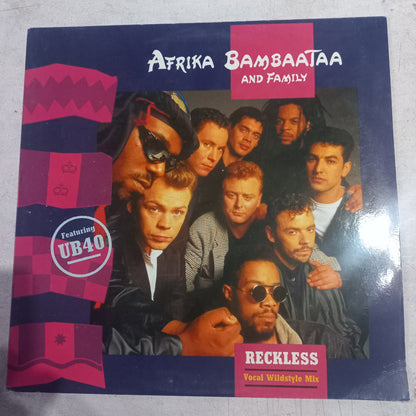 AFRIKA BAMBAATAA
AND FAMILY
Featuring
UB40
RECKLESS
Vocal Wildstyle Mix